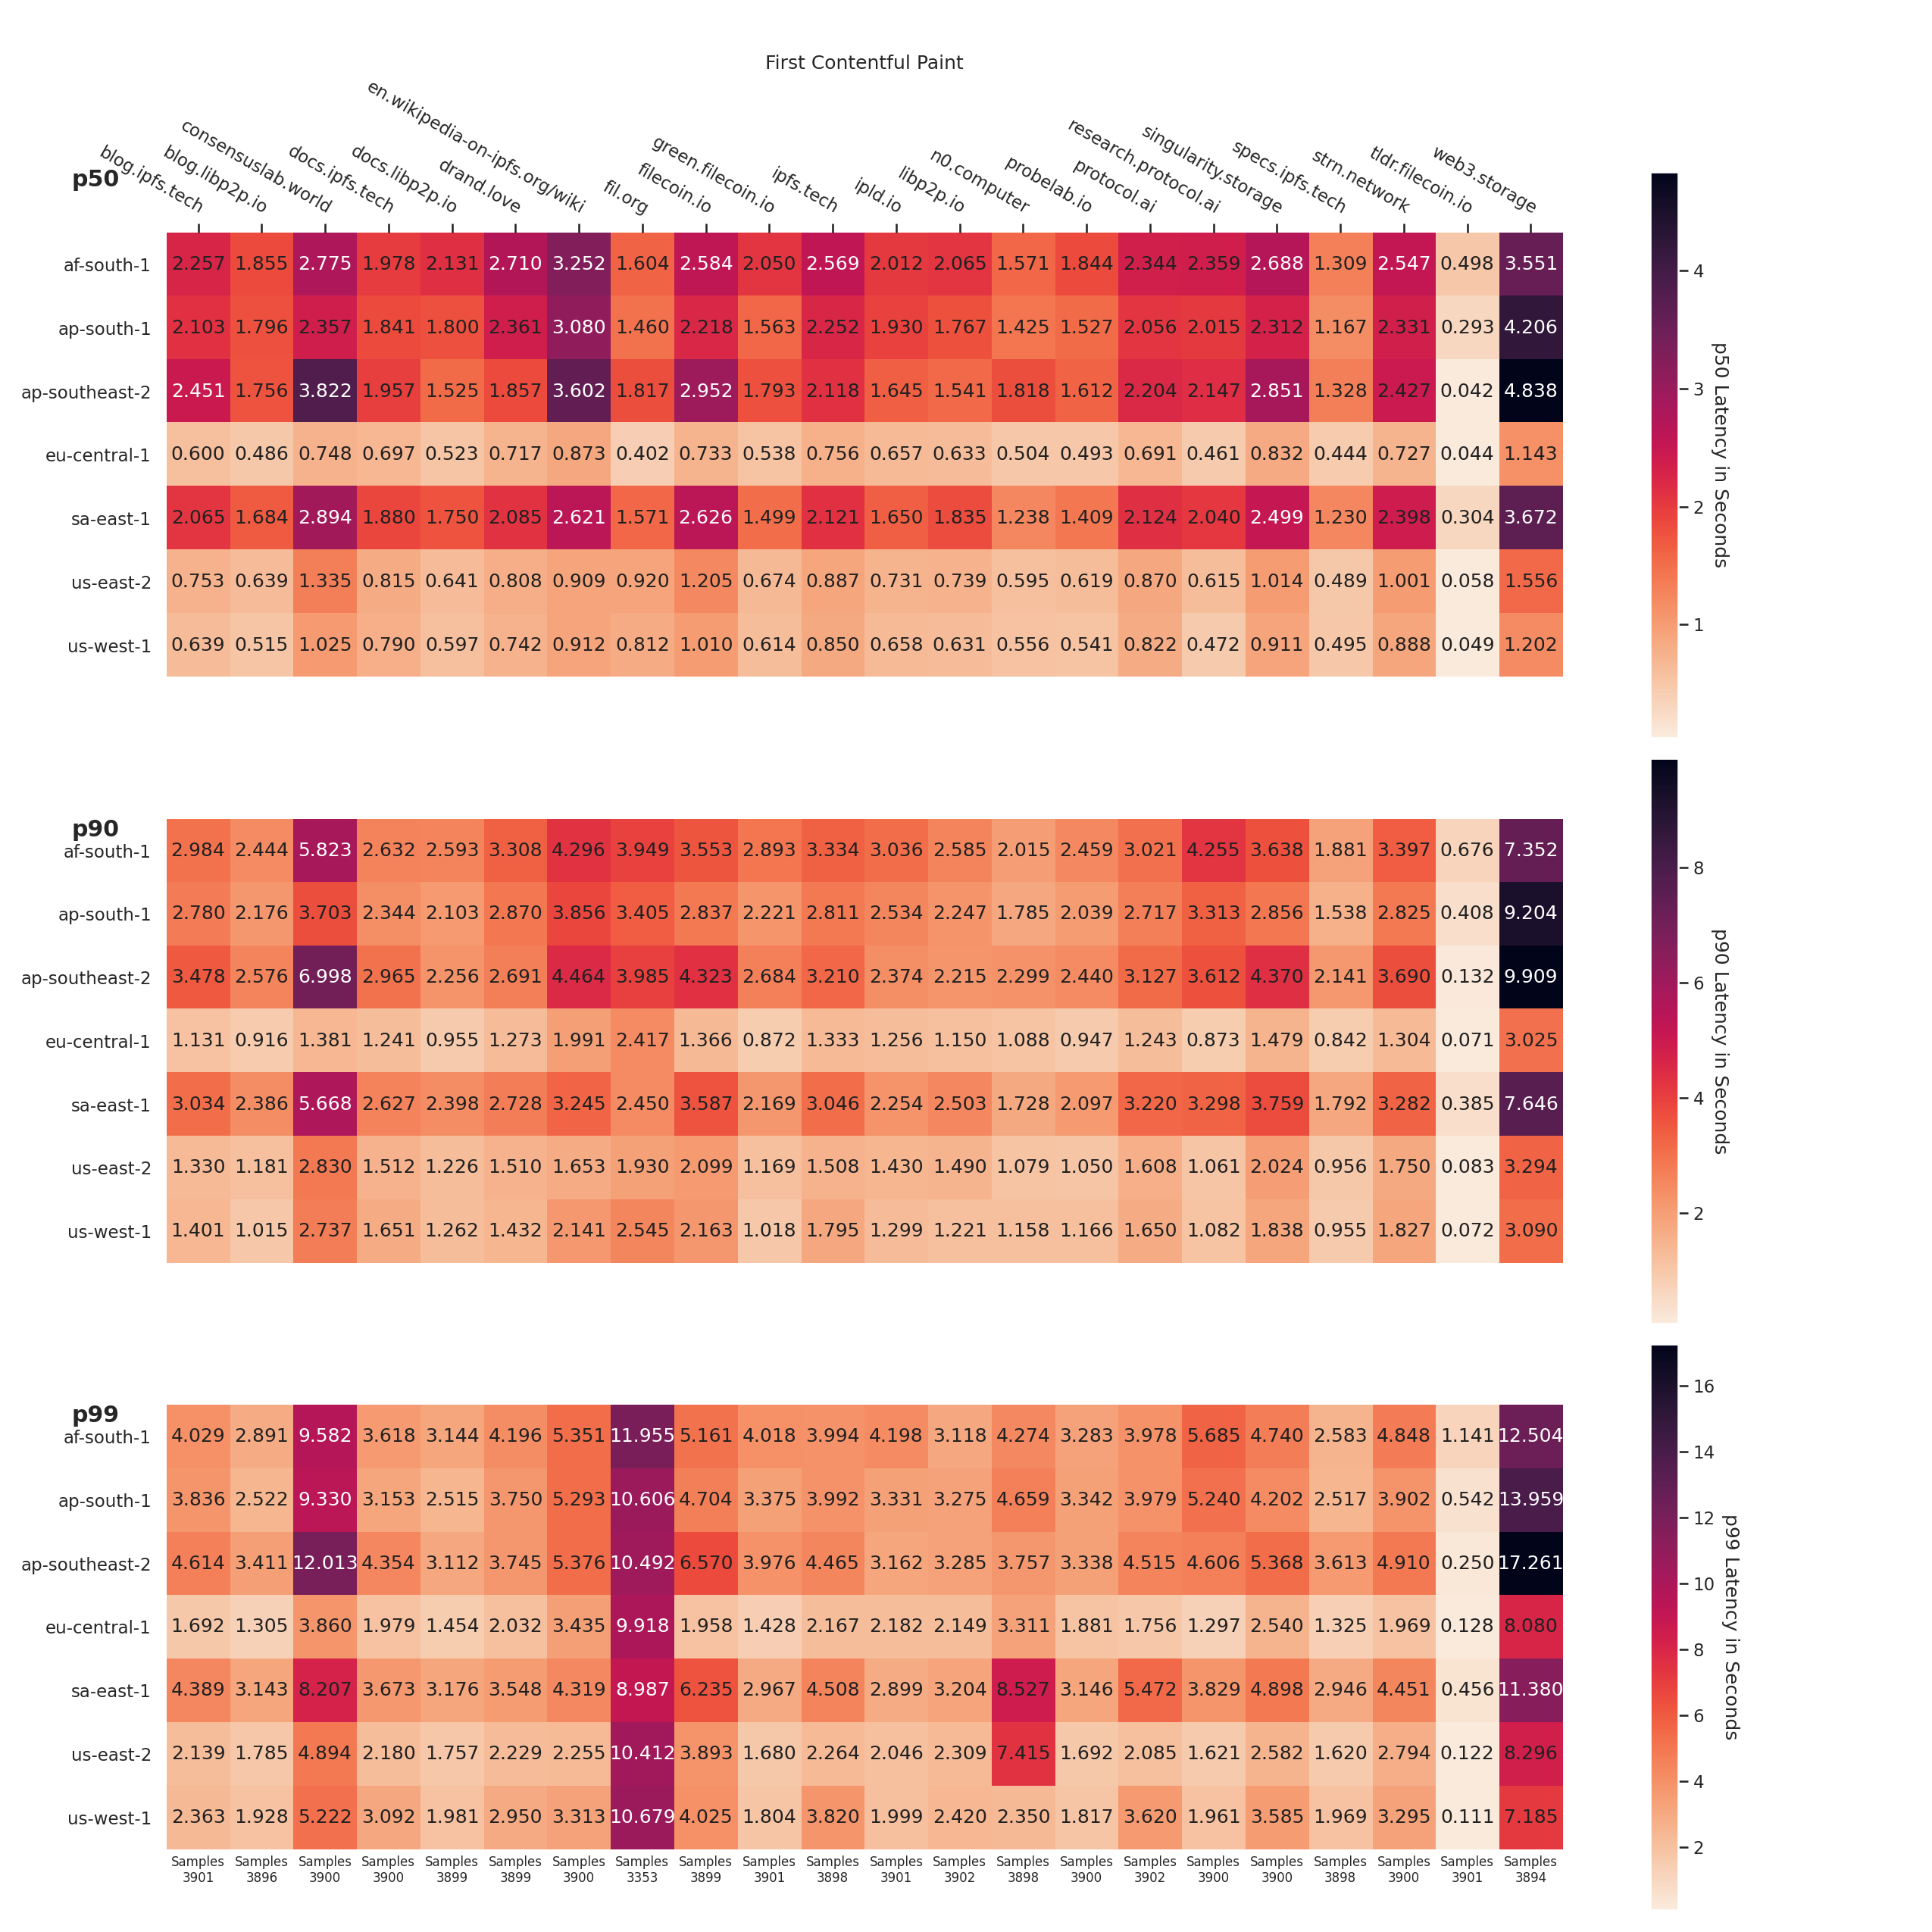 First Contentful Paint
p50
blog.ipfs.tech
blog.libp2p.io
consensuslab.world
docs.ipfs.tech
docs.libp2p.io
drand.love
en.wikipedia-on-ipfs.org/wiki
fil.org
filecoin.io
green.filecoin.io
ipfs.tech
ipld.io
libp2p.io
n0.computer
probelab.io
protocol.ai
research.protocol.ai
singularity.storage
specs.ipfs.tech
strn.network
tldr.filecoin.io
web3.storage
af-south-1 2.257 1.855 2.775 1.978 2.131 2.710 3.252 1.604 2.584 2.050 2.569 2.012 2.065 1.571 1.844 2.344 2.359 2.688 1.309 2.547 0.498 3.551
ap-south-1 2.103 1.796 2.357 1.841 1.800 2.361 3.080 1.460 2.218 1.563 2.252 1.930 1.767 1.425 1.527 2.056 2.015 2.312 1.167 2.331 0.293 4.206
ap-southeast-2 2.451 1.756 3.822 1.957 1.525 1.857 3.602 1.817 2.952 1.793 2.118 1.645 1.541 1.818 1.612 2.204 2.147 2.851 1.328 2.427 0.042 4.838
eu-central-1 0.600 0.486 0.748 0.697 0.523 0.717 0.873 0.402 0.733 0.538 0.756 0.657 0.633 0.504 0.493 0.691 0.461 0.832 0.444 0.727 0.044 1.143
sa-east-1 2.065 1.684 2.894 1.880 1.750 2.085 2.621 1.571 2.626 1.499 2.121 1.650 1.835 1.238 1.409 2.124 2.040 2.499 1.230 2.398 0.304 3.672
us-east-2 0.753 0.639 1.335 0.815 0.641 0.808 0.909 0.920 1.205 0.674 0.887 0.731 0.739 0.595 0.619 0.870 0.615 1.014 0.489 1.001 0.058 1.556
us-west-1 0.639 0.515 1.025 0.790 0.597 0.742 0.912 0.812 1.010 0.614 0.850 0.658 0.631 0.556 0.541 0.822 0.472 0.911 0.495 0.888 0.049 1.202
4
3
2
1
p50 Latency in Seconds
p90
af-south-1 2.984 2.444 5.823 2.632 2.593 3.308 4.296 3.949 3.553 2.893 3.334 3.036 2.585 2.015 2.459 3.021 4.255 3.638 1.881 3.397 0.676 7.352
ap-south-1 2.780 2.176 3.703 2.344 2.103 2.870 3.856 3.405 2.837 2.221 2.811 2.534 2.247 1.785 2.039 2.717 3.313 2.856 1.538 2.825 0.408 9.204
ap-southeast-2 3.478 2.576 6.998 2.965 2.256 2.691 4.464 3.985 4.323 2.684 3.210 2.374 2.215 2.299 2.440 3.127 3.612 4.370 2.141 3.690 0.132 9.909
eu-central-1 1.131 0.916 1.381 1.241 0.955 1.273 1.991 2.417 1.366 0.872 1.333 1.256 1.150 1.088 0.947 1.243 0.873 1.479 0.842 1.304 0.071 3.025
sa-east-1 3.034 2.386 5.668 2.627 2.398 2.728 3.245 2.450 3.587 2.169 3.046 2.254 2.503 1.728 2.097 3.220 3.298 3.759 1.792 3.282 0.385 7.646
us-east-2 1.330 1.181 2.830 1.512 1.226 1.510 1.653 1.930 2.099 1.169 1.508 1.430 1.490 1.079 1.050 1.608 1.061 2.024 0.956 1.750 0.083 3.294
us-west-1 1.401 1.015 2.737 1.651 1.262 1.432 2.141 2.545 2.163 1.018 1.795 1.299 1.221 1.158 1.166 1.650 1.082 1.838 0.955 1.827 0.072 3.090
8
6
4
2
p90 Latency in Seconds
p99
af-south-1 4.029 2.891 9.582 3.618 3.144 4.196 5.351 11.955 5.161 4.018 3.994 4.198 3.118 4.274 3.283 3.978 5.685 4.740 2.583 4.848 1.141 12.504
ap-south-1 3.836 2.522 9.330 3.153 2.515 3.750 5.293 10.606 4.704 3.375 3.992 3.331 3.275 4.659 3.342 3.979 5.240 4.202 2.517 3.902 0.542 13.959
ap-southeast-2 4.614 3.411 12.013 4.354 3.112 3.745 5.376 10.492 6.570 3.976 4.465 3.162 3.285 3.757 3.338 4.515 4.606 5.368 3.613 4.910 0.250 17.261
eu-central-1 1.692 1.305 3.860 1.979 1.454 2.032 3.435 9.918 1.958 1.428 2.167 2.182 2.149 3.311 1.881 1.756 1.297 2.540 1.325 1.969 0.128 8.080
sa-east-1 4.389 3.143 8.207 3.673 3.176 3.548 4.319 8.987 6.235 2.967 4.508 2.899 3.204 8.527 3.146 5.472 3.829 4.898 2.946 4.451 0.456 11.380
us-east-2 2.139 1.785 4.894 2.180 1.757 2.229 2.255 10.412 3.893 1.680 2.264 2.046 2.309 7.415 1.692 2.085 1.621 2.582 1.620 2.794 0.122 8.296
us-west-1 2.363 1.928 5.222 3.092 1.981 2.950 3.313 10.679 4.025 1.804 3.820 1.999 2.420 2.350 1.817 3.620 1.961 3.585 1.969 3.295 0.111 7.185
Samples Samples Samples Samples Samples Samples Samples Samples Samples Samples Samples Samples Samples Samples Samples Samples Samples Samples Samples Samples Samples Samples
3901 3896 3900 3900 3899 3899 3900 3353 3899 3901 3898 3901 3902 3898 3900 3902 3900 3900 3898 3900 3901 3894
16
14
12
10
8
6
4
2
p99 Latency in Seconds